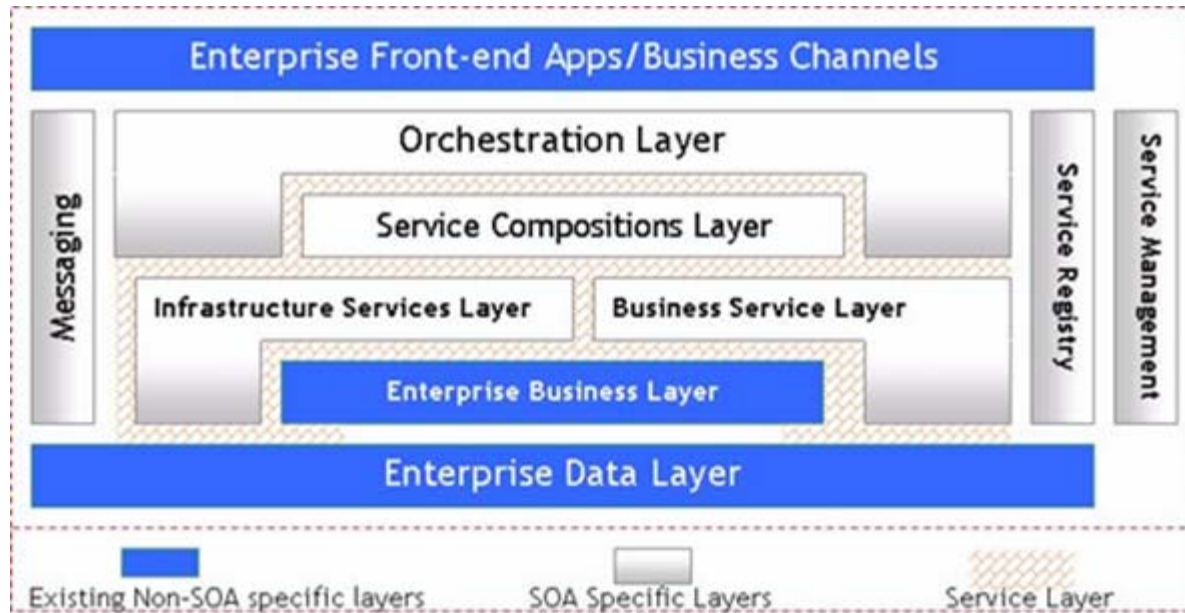 Enterprise Front-end Apps/Business Channels
Messaging
Orchestration Layer
Service Compositions Layer
Infrastructure Services Layer
Business Service Layer
Enterprise Business Layer
Service Registry
Service Management
Enterprise Data Layer
Existing Non-SOA specific layers
SOA Specific Layers
Service Layer